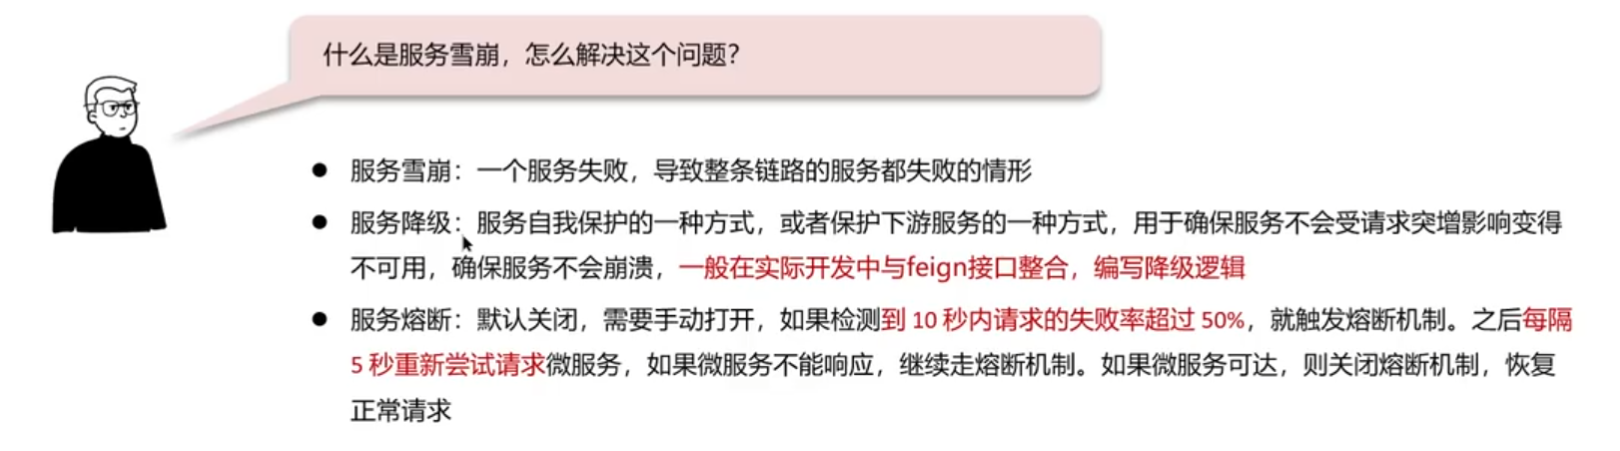 什么是服务雪崩，怎么解决这个问题？
● 服务雪崩：一个服务失败，导致整条链路的服务都失败的情形
● 服务降级：服务自我保护的一种方式，或者保护下游服务的一种方式，用于确保服务不会受请求突增影响变得
不可用，确保服务不会崩溃，一般在实际开发中与feign接口整合，编写降级逻辑
● 服务熔断：默认关闭，需要手动打开，如果检测到 10 秒内请求的失败率超过 50%，就触发熔断机制。之后每隔
5 秒重新尝试请求微服务，如果微服务不能响应，继续走熔断机制。如果微服务可达，则关闭熔断机制，恢复
正常请求